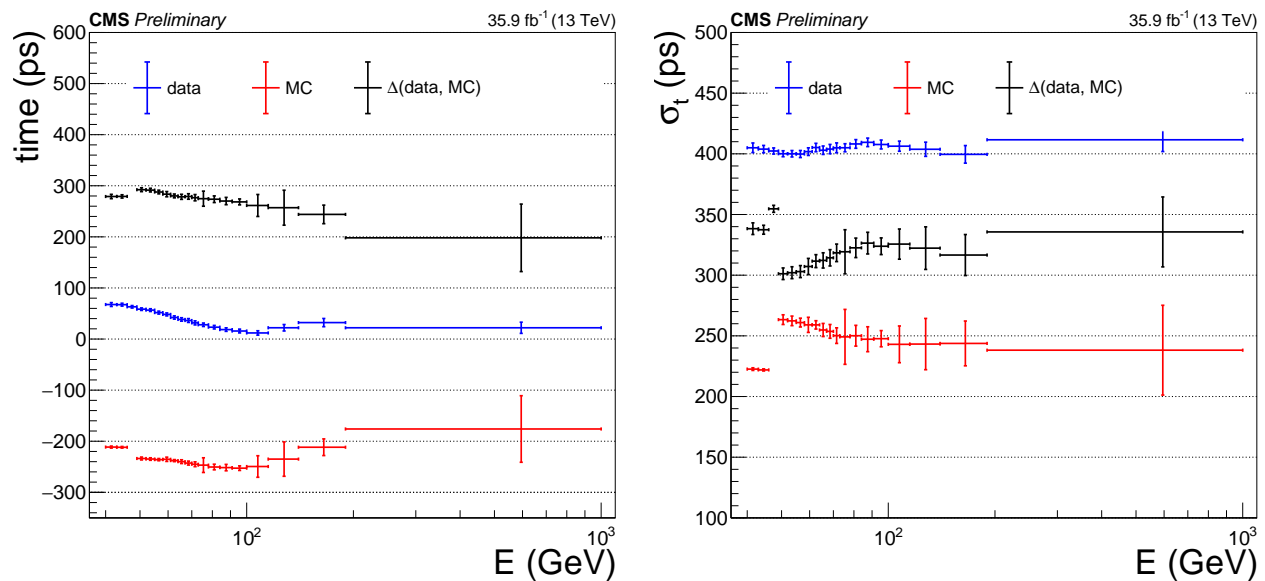 CMS Preliminary 35.9 fb⁻¹ (13 TeV)
time (ps)
600
500
400
300
200
100
0
−100
−200
−300
data MC Δ(data, MC)
10² 10³
E (GeV)
CMS Preliminary 35.9 fb⁻¹ (13 TeV)
σt (ps)
500
450
400
350
300
250
200
150
100
data MC Δ(data, MC)
10² 10³
E (GeV)